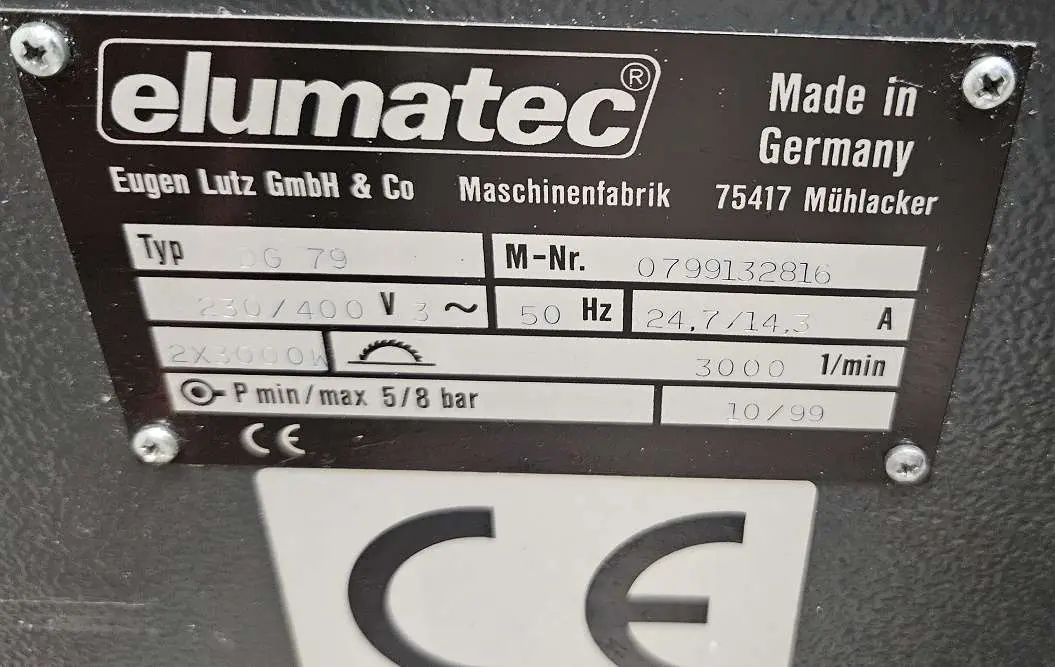 elumatec®
Made in
Germany
Eugen Lutz GmbH & Co Maschinenfabrik 75417 Mühlacker
Typ DG 79 M-Nr. 0799132816
230/400 V 3 ~ 50 Hz 24,7/14,3 A
2X3000W 3000 1/min
P min/max 5/8 bar 10/99
CE
CE